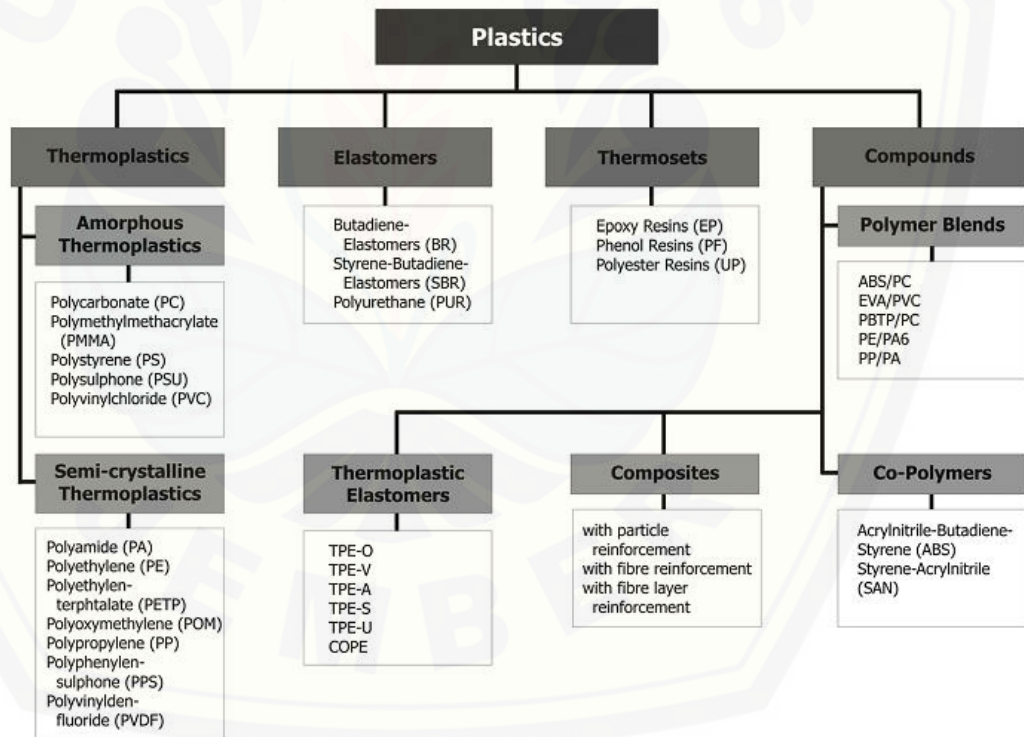 Plastics
Thermoplastics
Elastomers
Thermosets
Compounds
Amorphous
Thermoplastics
Polycarbonate (PC)
Polymethylmethacrylate
(PMMA)
Polystyrene (PS)
Polysulphone (PSU)
Polyvinylchloride (PVC)
Butadiene-
Elastomers (BR)
Styrene-Butadiene-
Elastomers (SBR)
Polyurethane (PUR)
Epoxy Resins (EP)
Phenol Resins (PF)
Polyester Resins (UP)
Polymer Blends
ABS/PC
EVA/PVC
PBTP/PC
PE/PA6
PP/PA
Semi-crystalline
Thermoplastics
Polyamide (PA)
Polyethylene (PE)
Polyethylen-
terphtalate (PETP)
Polyoxymethylene (POM)
Polypropylene (PP)
Polyphenylen-
sulphone (PPS)
Polyvinylden-
fluoride (PVDF)
Thermoplastic
Elastomers
TPE-O
TPE-V
TPE-A
TPE-S
TPE-U
COPE
Composites
with particle
reinforcement
with fibre reinforcement
with fibre layer
reinforcement
Co-Polymers
Acrylnitrile-Butadiene-
Styrene (ABS)
Styrene-Acrylnitrile
(SAN)